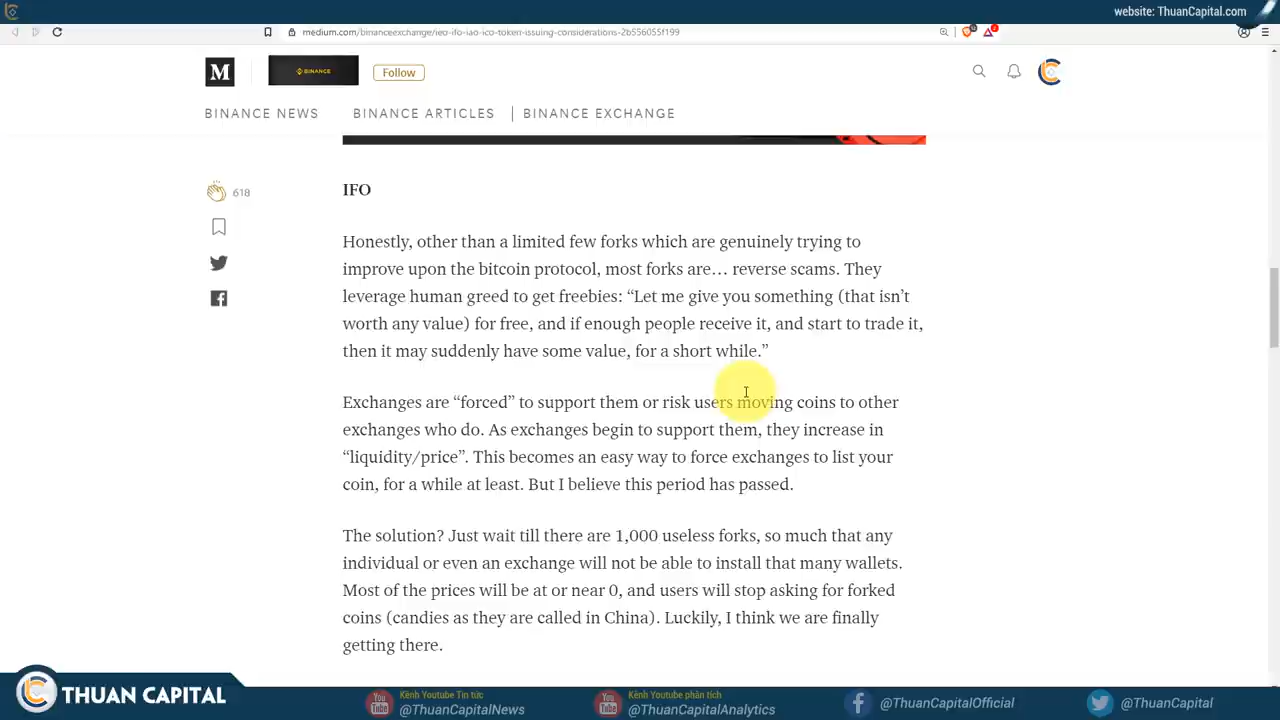 website: ThuanCapital.com
medium.com/binanceexchange/ieo-ifo-iao-ico-token-issuing-considerations-2b556055f199
M
BINANCE
Follow
BINANCE NEWS
BINANCE ARTICLES
BINANCE EXCHANGE
618
IFO
Honestly, other than a limited few forks which are genuinely trying to
improve upon the bitcoin protocol, most forks are… reverse scams. They
leverage human greed to get freebies: “Let me give you something (that isn’t
worth any value) for free, and if enough people receive it, and start to trade it,
then it may suddenly have some value, for a short while.”
Exchanges are “forced” to support them or risk users moving coins to other
exchanges who do. As exchanges begin to support them, they increase in
“liquidity/price”. This becomes an easy way to force exchanges to list your
coin, for a while at least. But I believe this period has passed.
The solution? Just wait till there are 1,000 useless forks, so much that any
individual or even an exchange will not be able to install that many wallets.
Most of the prices will be at or near 0, and users will stop asking for forked
coins (candies as they are called in China). Luckily, I think we are finally
getting there.
THUAN CAPITAL
Kênh Youtube Tin tức
@ThuanCapitalNews
Kênh Youtube phân tích
@ThuanCapitalAnalytics
@ThuanCapitalOfficial
@ThuanCapital